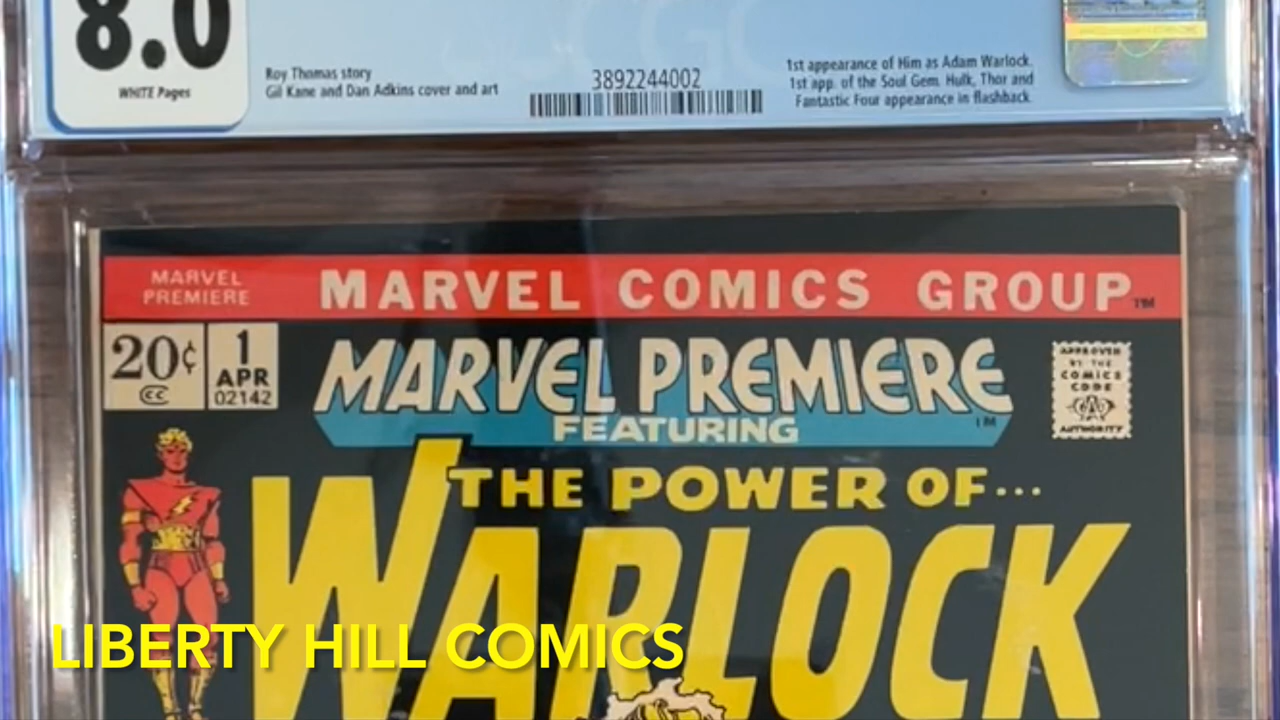 8.0
WHITE Pages
Roy Thomas story
Gil Kane and Dan Adkins cover and art
CGC
3892244002
1st appearance of Him as Adam Warlock.
1st app. of the Soul Gem. Hulk, Thor and
Fantastic Four appearance in flashback.
MARVEL
PREMIERE
MARVEL COMICS GROUP TM
20¢
CC
1
APR
02142
MARVEL PREMIERE TM
FEATURING
APPROVED
BY THE
COMICS
CODE
AUTHORITY
THE POWER OF...
WARLOCK
LIBERTY HILL COMICS